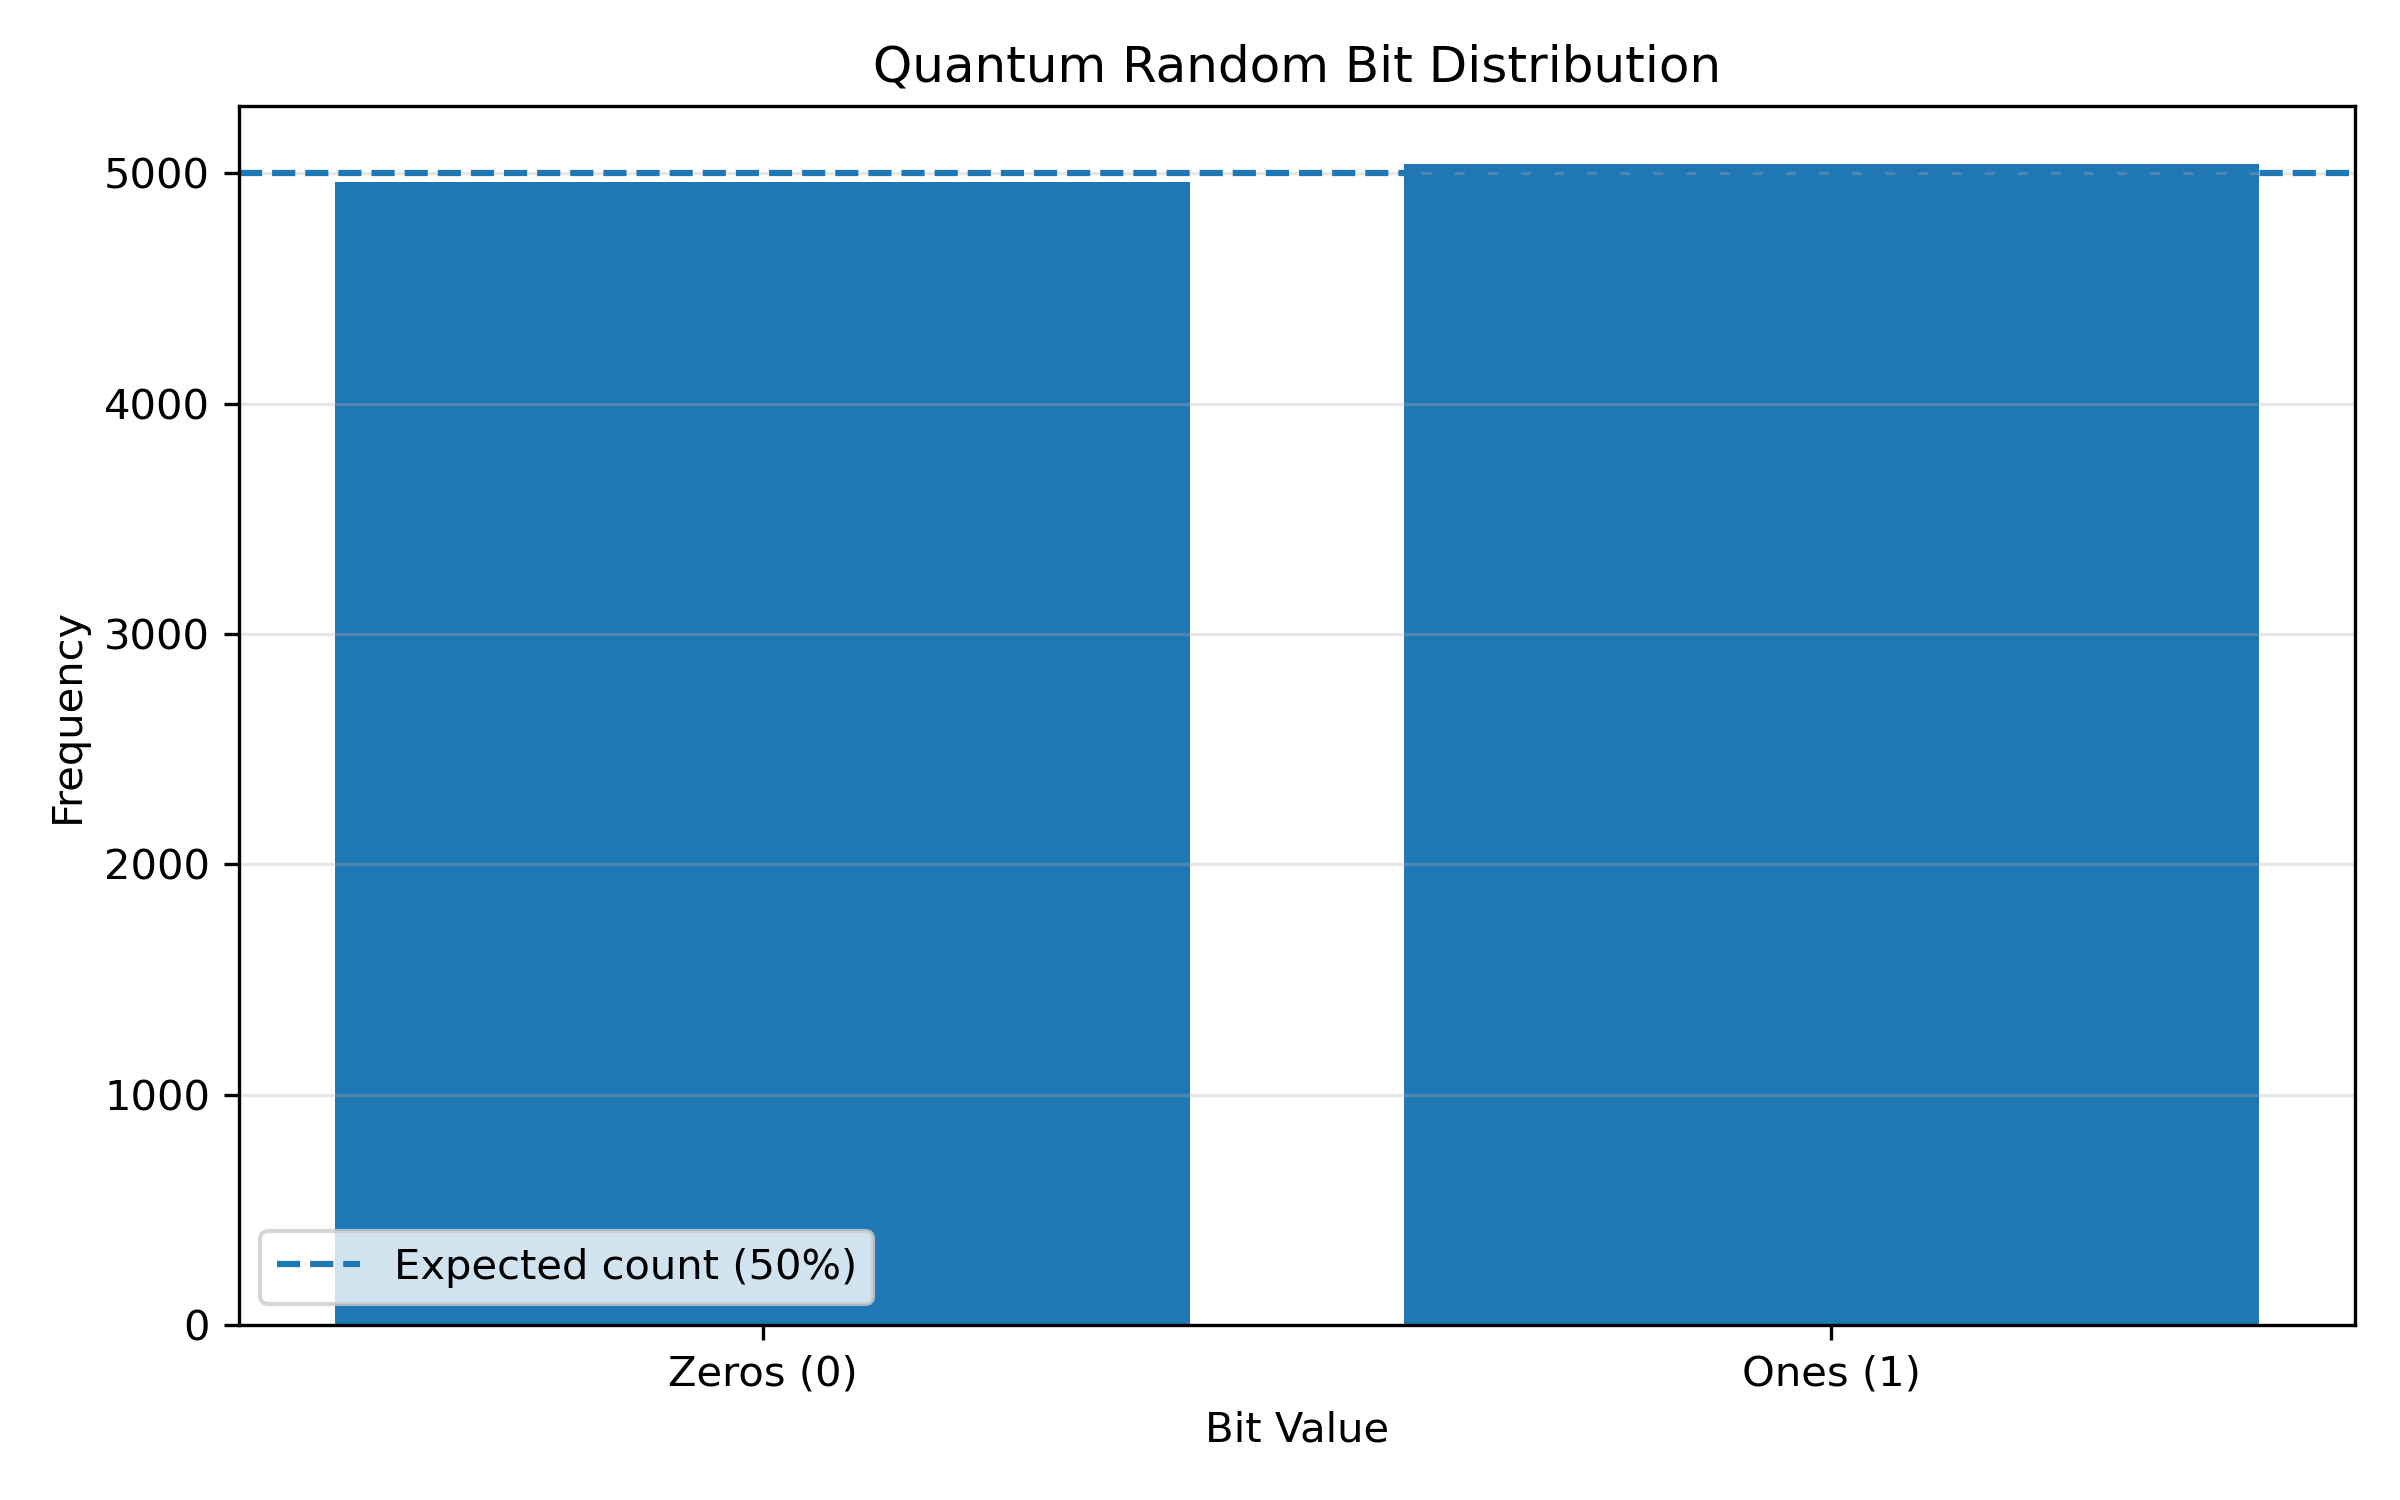 Quantum Random Bit Distribution
5000
4000
3000
2000
1000
0
Frequency
Expected count (50%)
Zeros (0)
Ones (1)
Bit Value